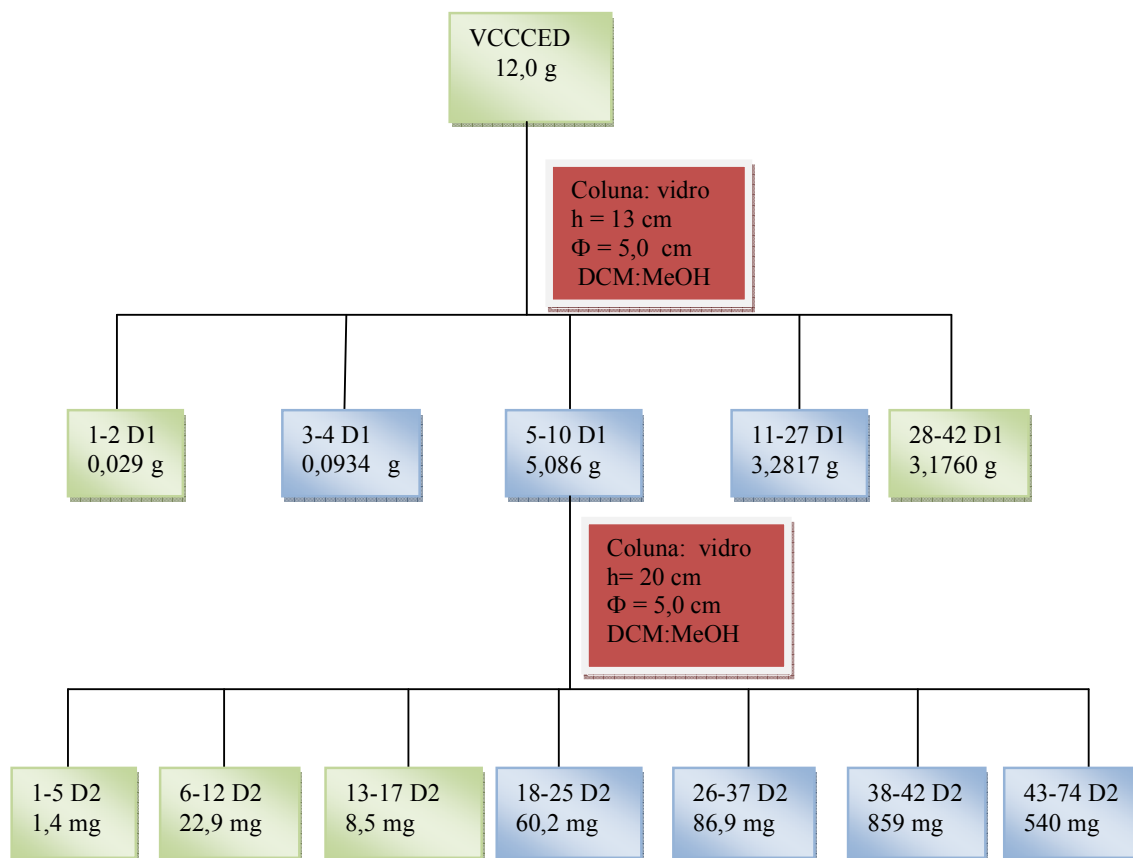 VCCCED
12,0 g
Coluna: vidro
h = 13 cm
Φ = 5,0 cm
DCM:MeOH
1-2 D1
0,029 g
3-4 D1
0,0934 g
5-10 D1
5,086 g
11-27 D1
3,2817 g
28-42 D1
3,1760 g
Coluna: vidro
h= 20 cm
Φ = 5,0 cm
DCM:MeOH
1-5 D2
1,4 mg
6-12 D2
22,9 mg
13-17 D2
8,5 mg
18-25 D2
60,2 mg
26-37 D2
86,9 mg
38-42 D2
859 mg
43-74 D2
540 mg